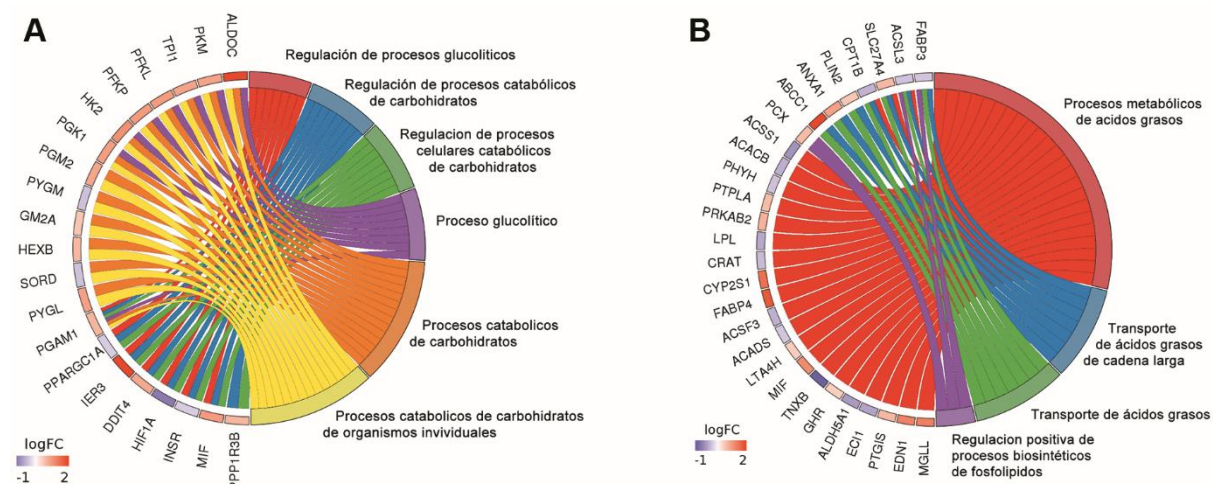 A
ALDOC
PKM
TPI1
PFKL
PFKP
HK2
PGK1
PGM2
PYGM
GM2A
HEXB
SORD
PYGL
PGAM1
PPARGC1A
IER3
DDIT4
HIF1A
INSR
MIF
PPP1R3B
Regulación de procesos glucolíticos
Regulación de procesos catabólicos
de carbohidratos
Regulacion de procesos
celulares catabólicos
de carbohidratos
Proceso glucolítico
Procesos catabolicos
de carbohidratos
Procesos catabolicos de carbohidratos
de organismos invividuales
logFC
-1 2
B
FABP3
ACSL3
SLC27A4
CPT1B
PLIN2
ANXA1
ABCC1
PCX
ACSS1
ACACB
PHYH
PTPLA
PRKAB2
LPL
CRAT
CYP2S1
FABP4
ACSF3
ACADS
LTA4H
MIF
TNXB
GHR
ALDH5A1
ECI1
PTGIS
EDN1
MGLL
Procesos metabólicos
de acidos grasos
Transporte
de ácidos grasos
de cadena larga
Transporte de ácidos grasos
Regulacion positiva de
procesos biosintéticos
de fosfolipidos
logFC
-1 2